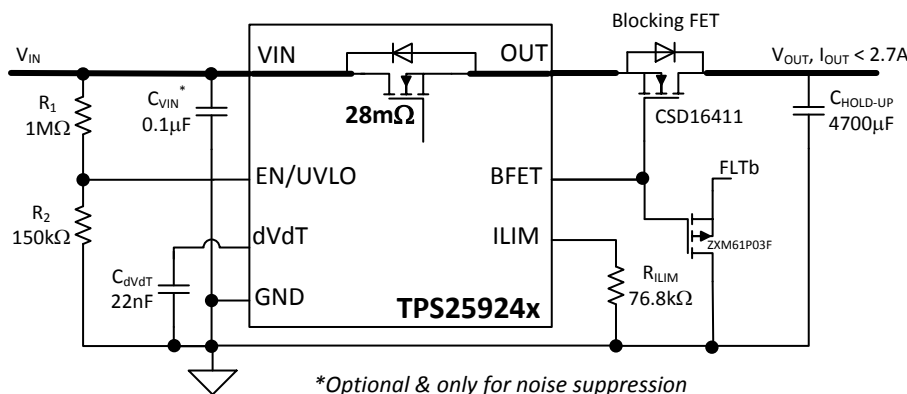 Blocking FET
VIN
VIN
OUT
VOUT, IOUT < 2.7A
R1
1MΩ
CVIN*
0.1µF
28mΩ
CSD16411
CHOLD-UP
4700µF
EN/UVLO
BFET
FLTb
R2
150kΩ
dVdT
ILIM
ZXM61P03F
CdVdT
22nF
GND
RILIM
76.8kΩ
TPS25924x
*Optional & only for noise suppression